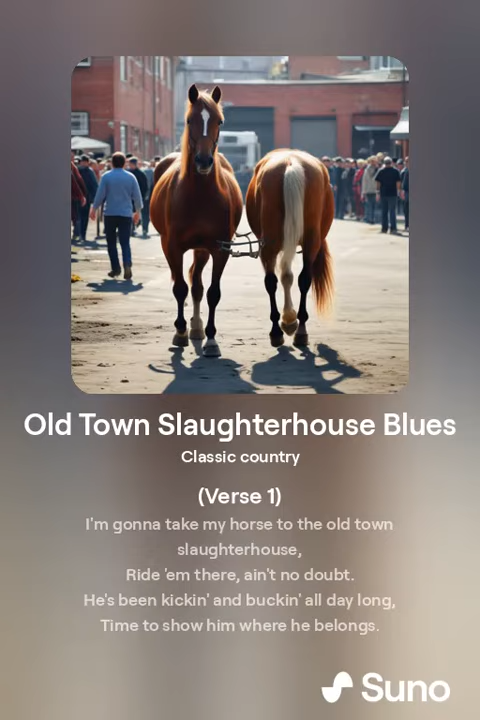 Old Town Slaughterhouse Blues
Classic country
(Verse 1)
I'm gonna take my horse to the old town
slaughterhouse,
Ride 'em there, ain't no doubt.
He's been kickin' and buckin' all day long,
Time to show him where he belongs.
Suno